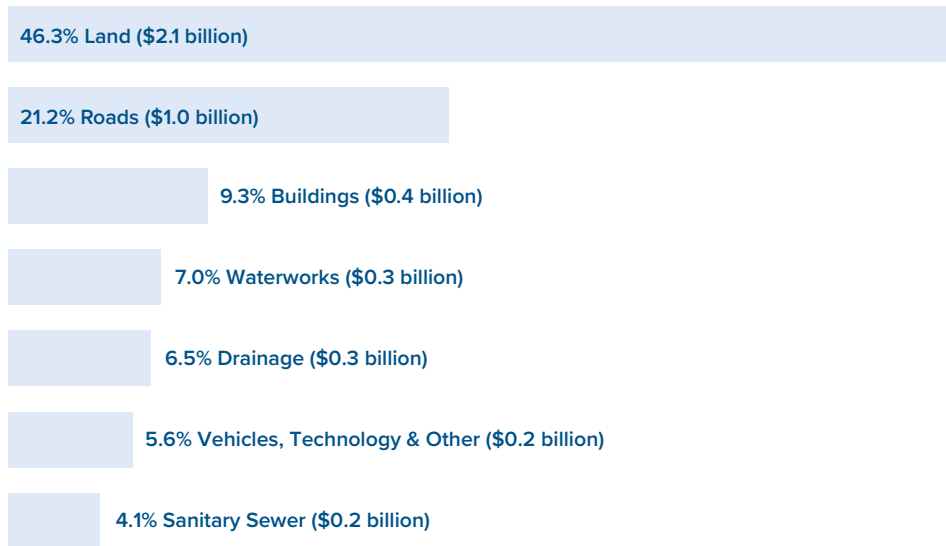 46.3% Land ($2.1 billion)
21.2% Roads ($1.0 billion)
9.3% Buildings ($0.4 billion)
7.0% Waterworks ($0.3 billion)
6.5% Drainage ($0.3 billion)
5.6% Vehicles, Technology & Other ($0.2 billion)
4.1% Sanitary Sewer ($0.2 billion)